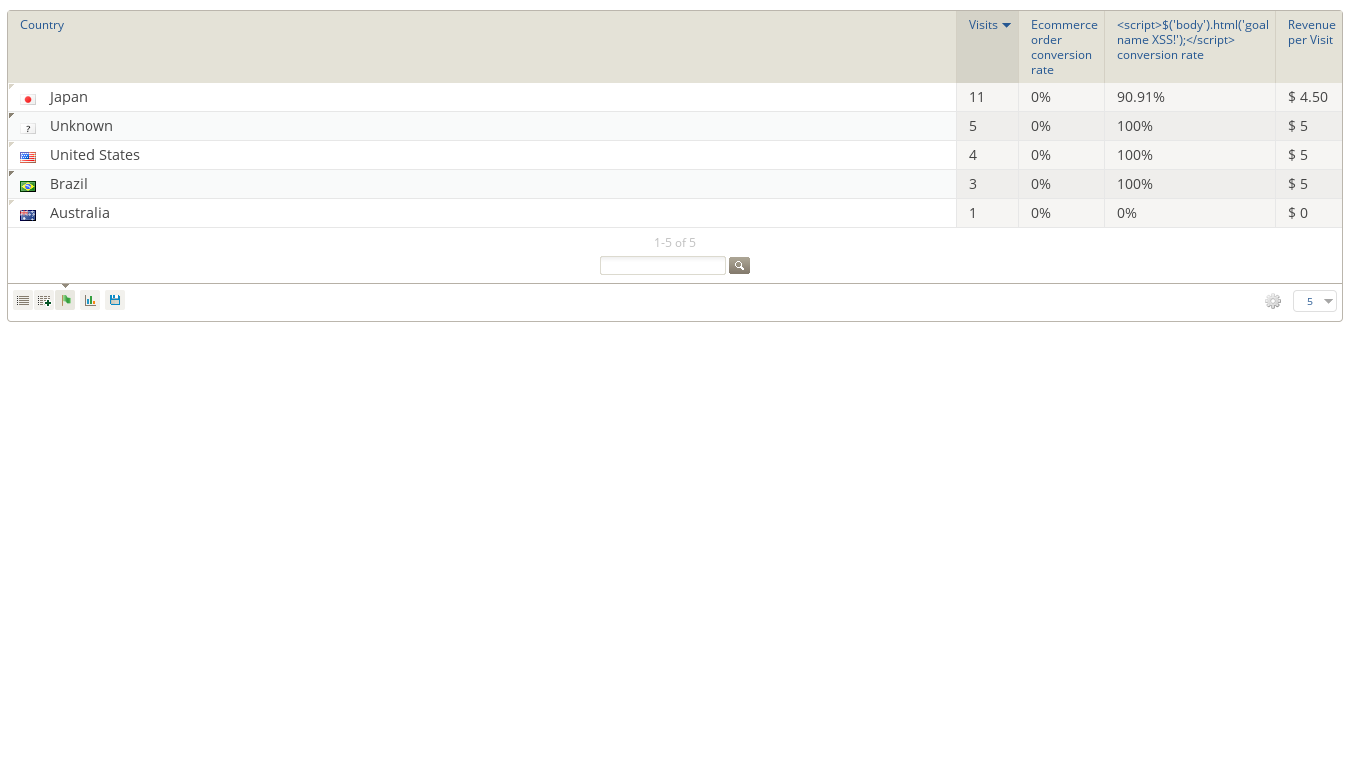 Country
Visits
Ecommerce
order
conversion
rate
<script>$('body').html('goal
name XSS!');</script>
conversion rate
Revenue
per Visit
Japan 11 0% 90.91% $ 4.50
? Unknown 5 0% 100% $ 5
United States 4 0% 100% $ 5
Brazil 3 0% 100% $ 5
Australia 1 0% 0% $ 0
1-5 of 5
5